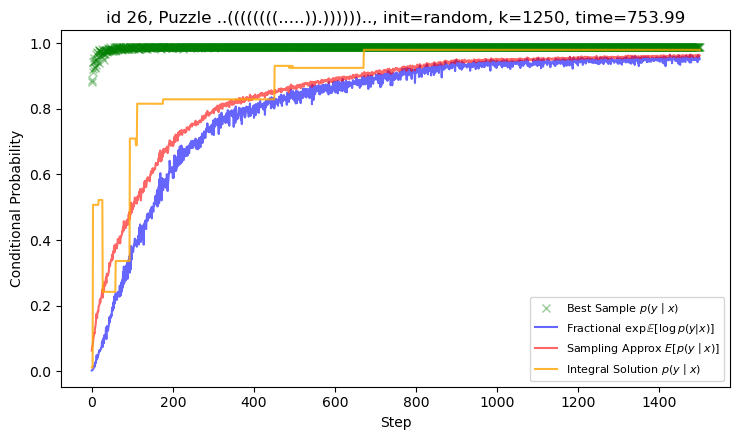 id 26, Puzzle ..((((((((.....)).)))))).., init=random, k=1250, time=753.99
Conditional Probability
1.0
0.8
0.6
0.4
0.2
0.0
Best Sample p(y | x)
Fractional exp𝔼[log p(y|x)]
Sampling Approx E[p(y | x)]
Integral Solution p(y | x)
0 200 400 600 800 1000 1200 1400
Step